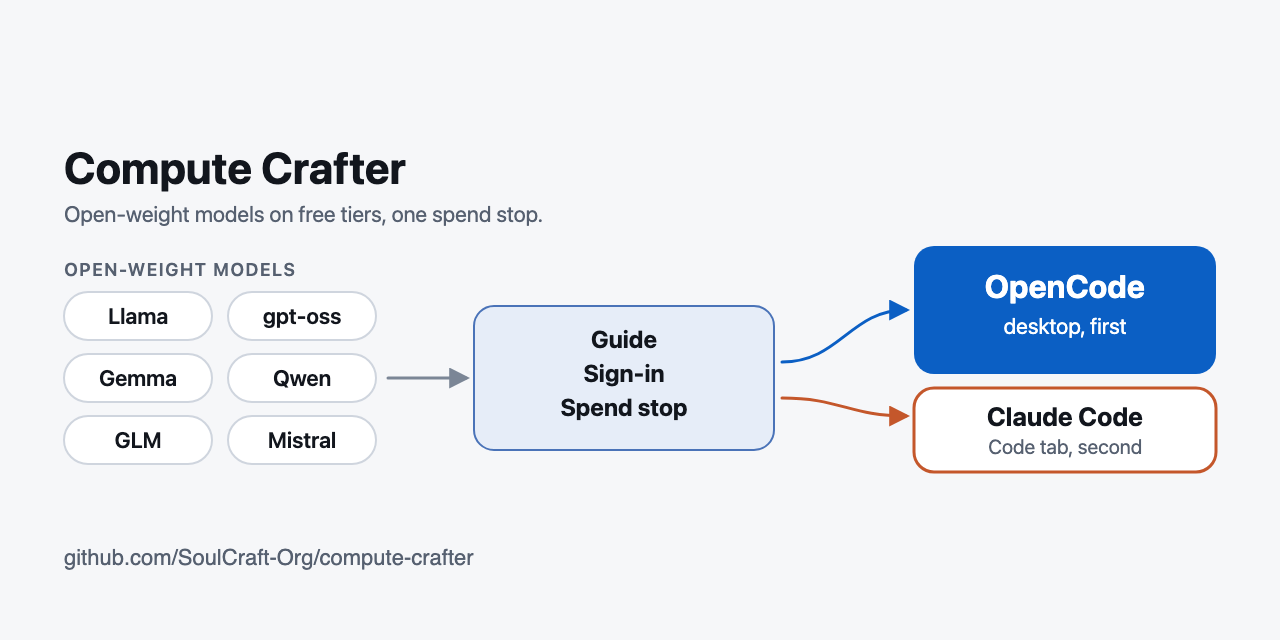 Compute Crafter
Open-weight models on free tiers, one spend stop.
OPEN-WEIGHT MODELS
Llama
gpt-oss
Gemma
Qwen
GLM
Mistral
Guide
Sign-in
Spend stop
OpenCode
desktop, first
Claude Code
Code tab, second
github.com/SoulCraft-Org/compute-crafter